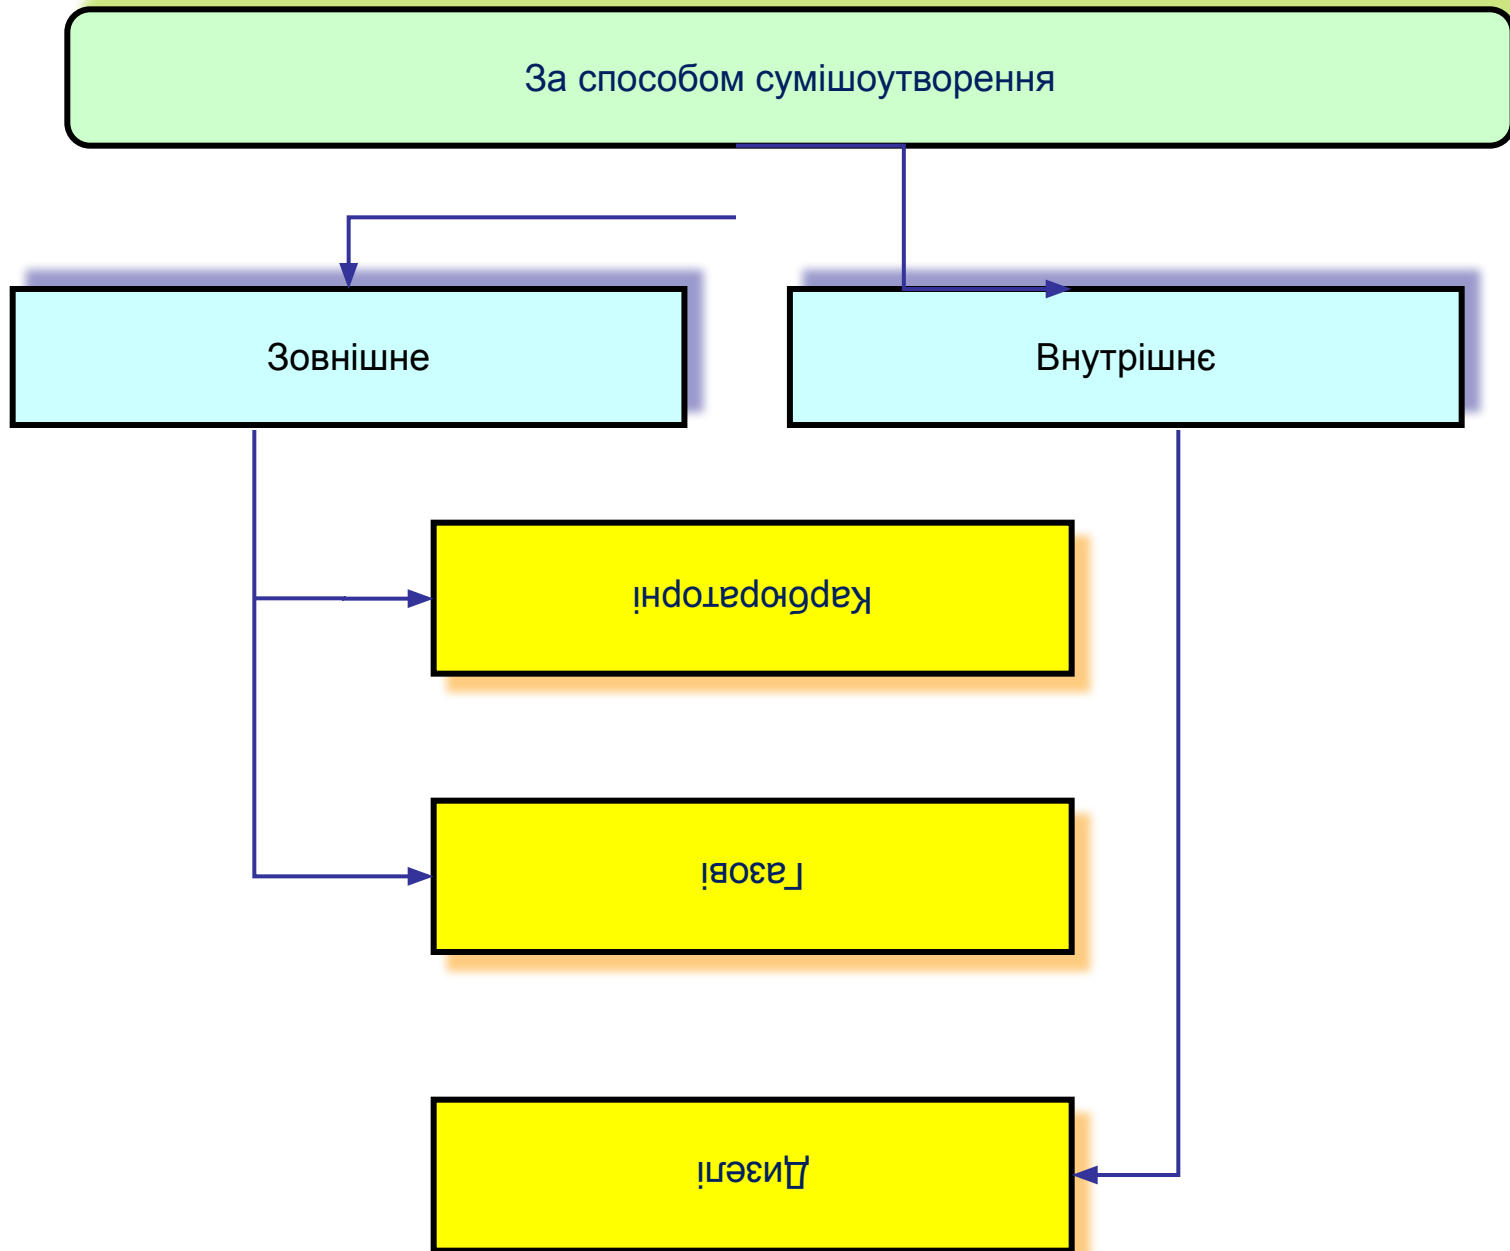 За способом сумішоутворення
Зовнішне
Внутрішнє
Карбюраторні
Газові
Дизелі